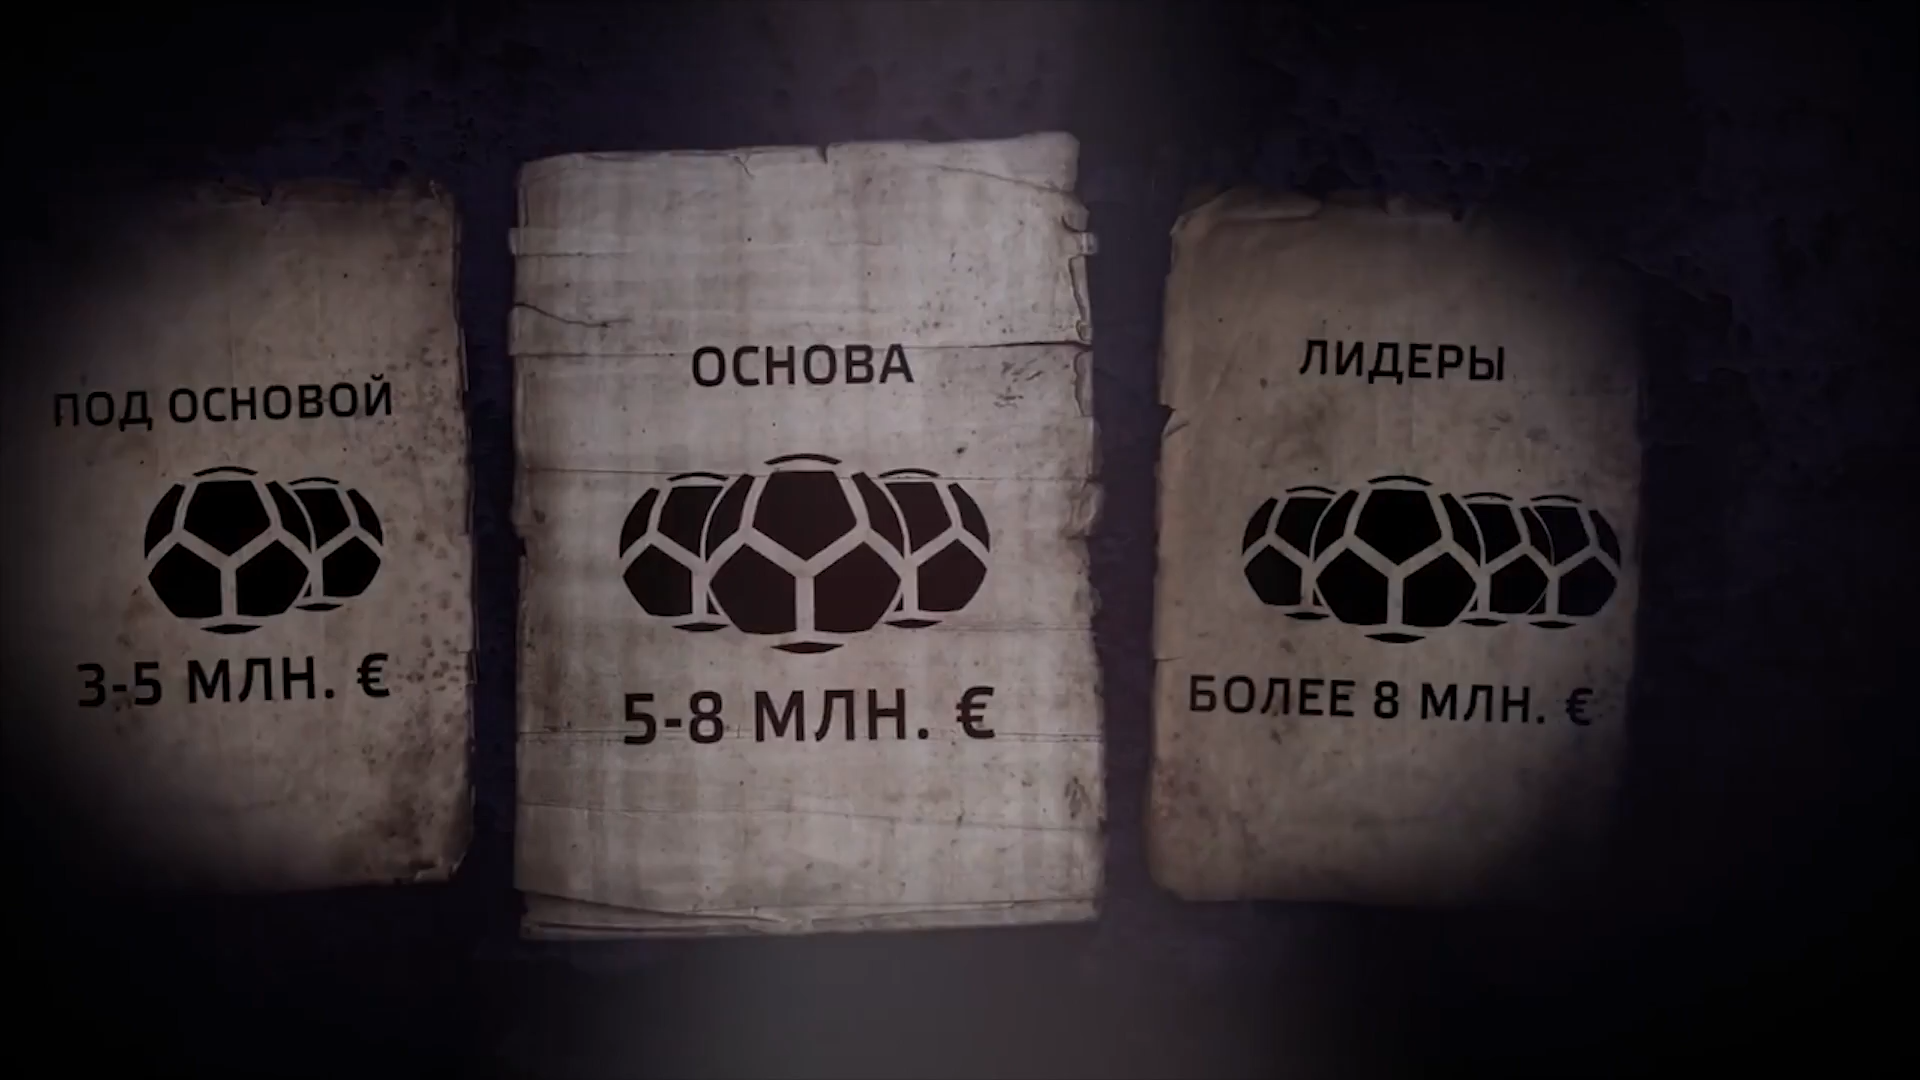 ПОД ОСНОВОЙ
3-5 МЛН. €
ОСНОВА
5-8 МЛН. €
ЛИДЕРЫ
БОЛЕЕ 8 МЛН. €